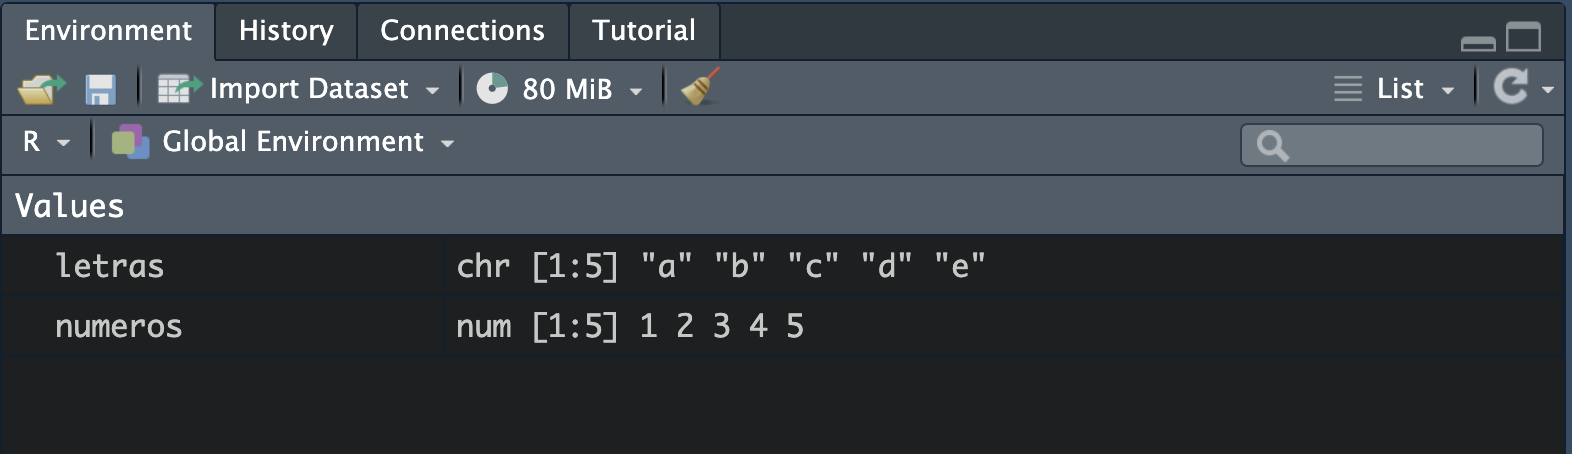 Environment History Connections Tutorial
Import Dataset 80 MiB List
R Global Environment
Values
letras chr [1:5] "a" "b" "c" "d" "e"
numeros num [1:5] 1 2 3 4 5